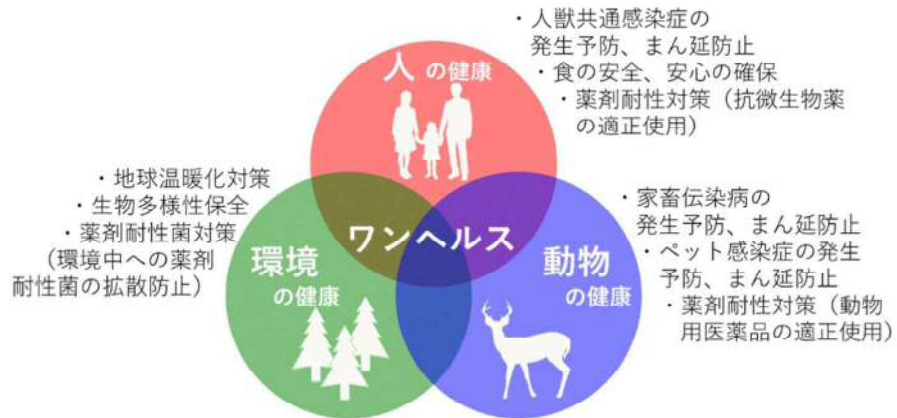 ・人獣共通感染症の
発生予防、まん延防止
・食の安全、安心の確保
・薬剤耐性対策（抗微生物薬
の適正使用）
人の健康
・地球温暖化対策
・生物多様性保全
・薬剤耐性菌対策
（環境中への薬剤
耐性菌の拡散防止）
ワンヘルス
環境
の健康
動物
の健康
・家畜伝染病の
発生予防、まん延防止
・ペット感染症の発生
予防、まん延防止
・薬剤耐性対策（動物
用医薬品の適正使用）